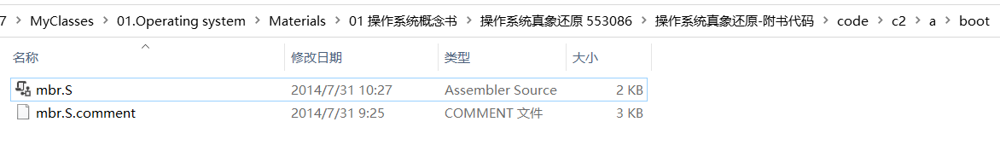 7 MyClasses 01.Operating system Materials 01 操作系统概念书 操作系统真象还原 553086 操作系统真象还原-附书代码 code c2 a boot
名称 修改日期 类型 大小
mbr.S 2014/7/31 10:27 Assembler Source 2 KB
mbr.S.comment 2014/7/31 9:25 COMMENT 文件 3 KB